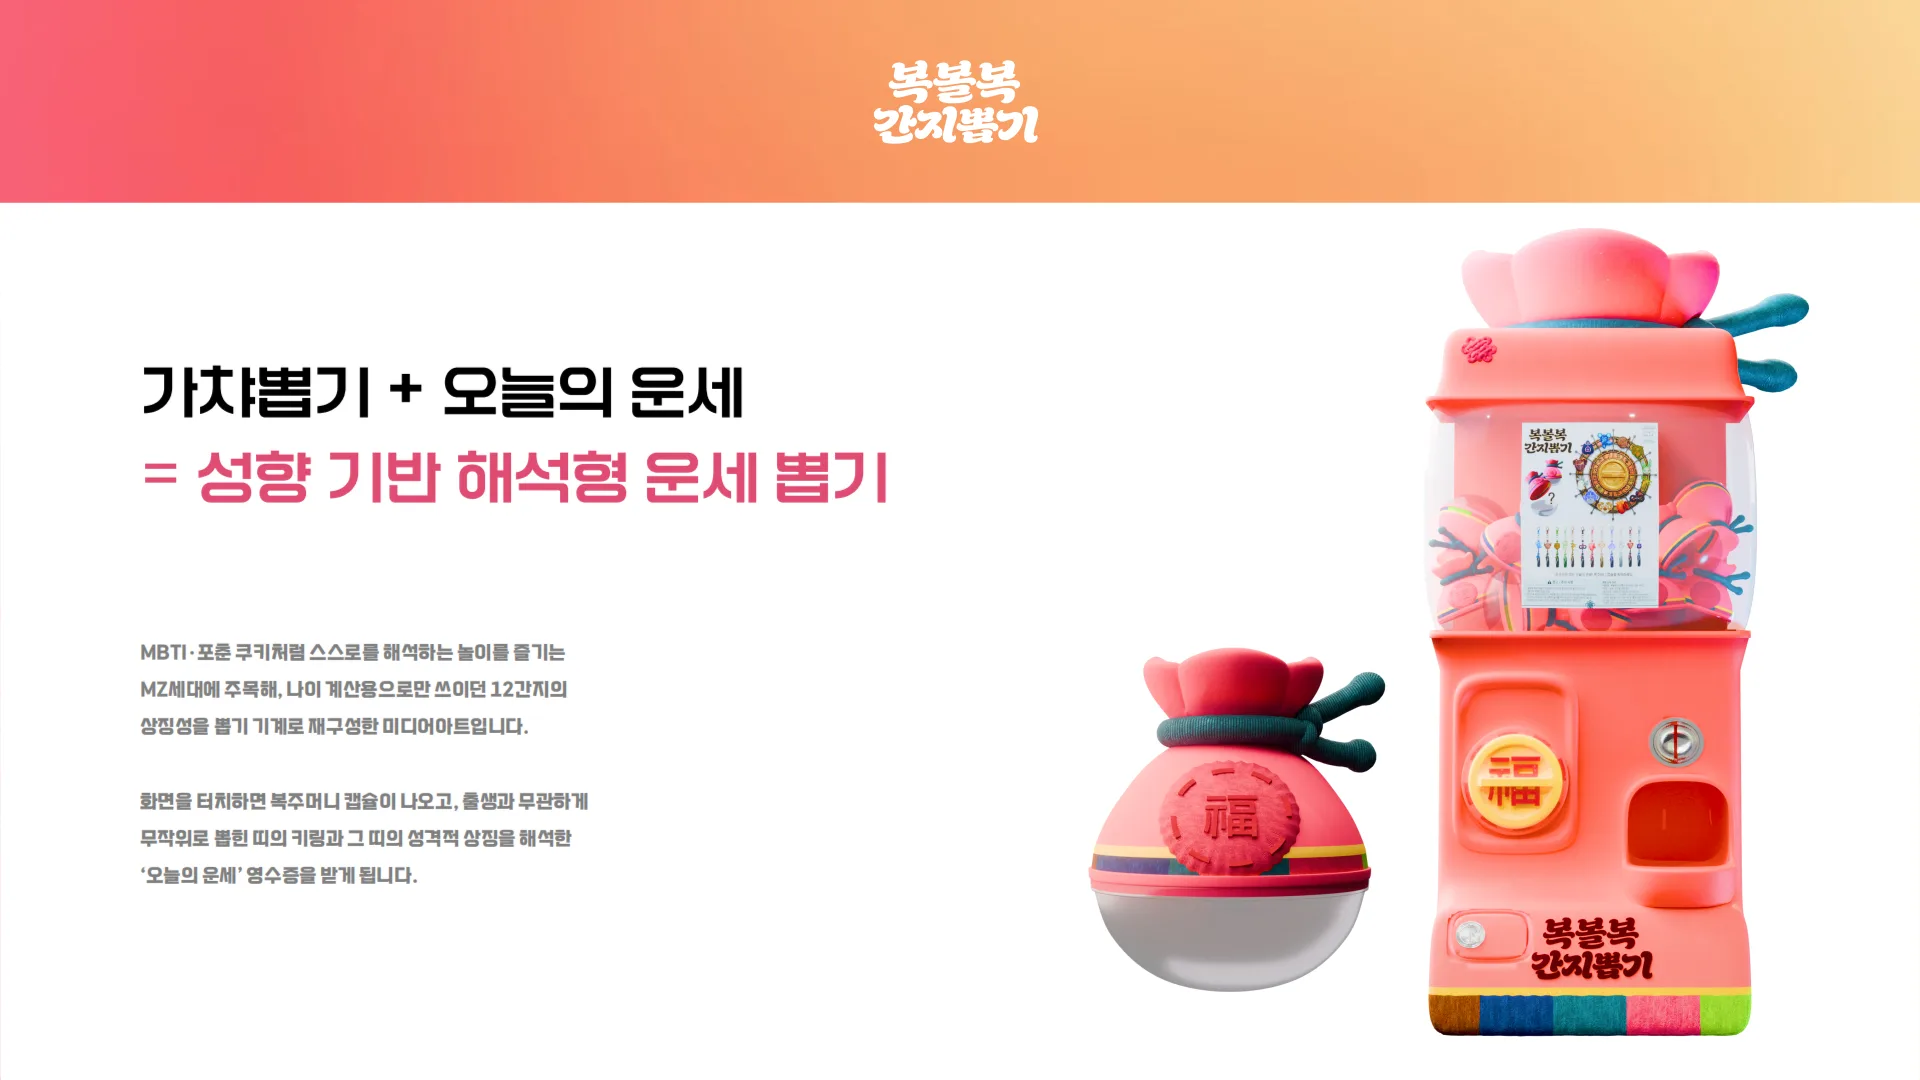 복볼복
간지뽑기
가챠뽑기 + 오늘의 운세
= 성향 기반 해석형 운세 뽑기
MBTI·포춘 쿠키처럼 스스로를 해석하는 놀이를 즐기는
MZ세대에 주목해, 나이 계산용으로만 쓰이던 12간지의
상징성을 뽑기 기계로 재구성한 미디어아트입니다.
화면을 터치하면 복주머니 캡슐이 나오고, 출생과 무관하게
무작위로 뽑힌 띠의 키링과 그 띠의 성격적 상징을 해석한
‘오늘의 운세’ 영수증을 받게 됩니다.
복볼복
간지뽑기
?
福
福
복볼복
간지뽑기